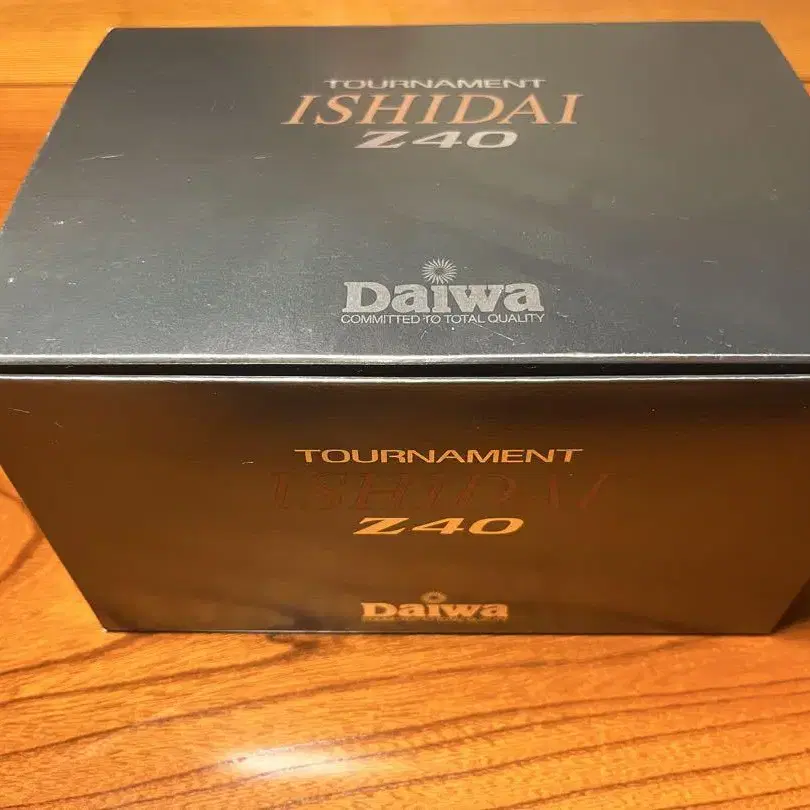 TOURNAMENT
ISHIDAI
Z40
Daiwa
COMMITTED TO TOTAL QUALITY
TOURNAMENT
ISHIDAI
Z40
Daiwa